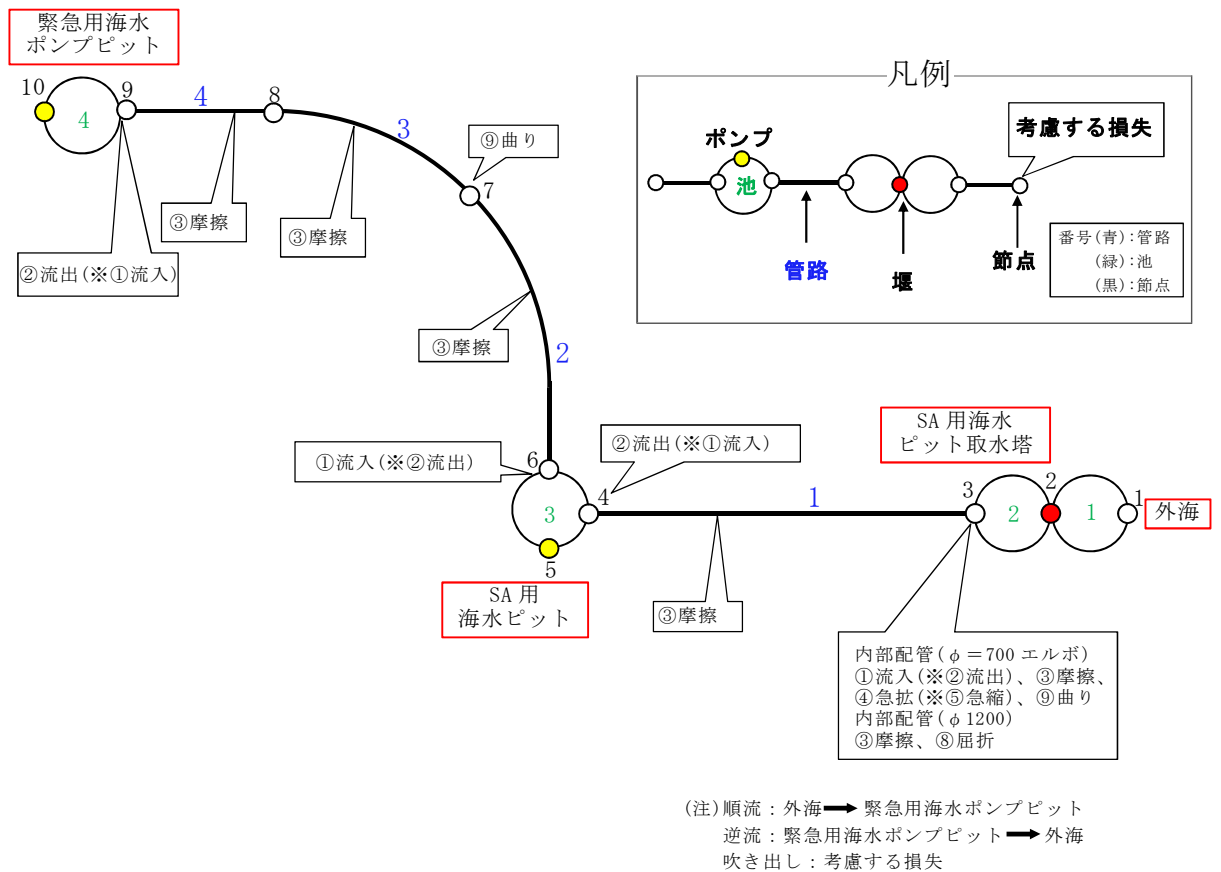 緊急用海水
ポンプピット
10
9
4
4
8
3
⑨曲り
7
③摩擦
③摩擦
②流出(※①流入)
③摩擦
2
凡例
ポンプ
考慮する損失
池
管路
堰
節点
番号(青):管路
(緑):池
(黒):節点
①流入(※②流出)
6
②流出(※①流入)
4
3
5
SA 用
海水ピット
1
③摩擦
SA 用海水
ピット取水塔
3
2
2
1
1
外海
内部配管(φ=700 エルボ)
①流入(※②流出)、③摩擦、
④急拡(※⑤急縮)、⑨曲り
内部配管(φ1200)
③摩擦、⑧屈折
(注)順流:外海➡緊急用海水ポンプピット
逆流:緊急用海水ポンプピット➡外海
吹き出し:考慮する損失